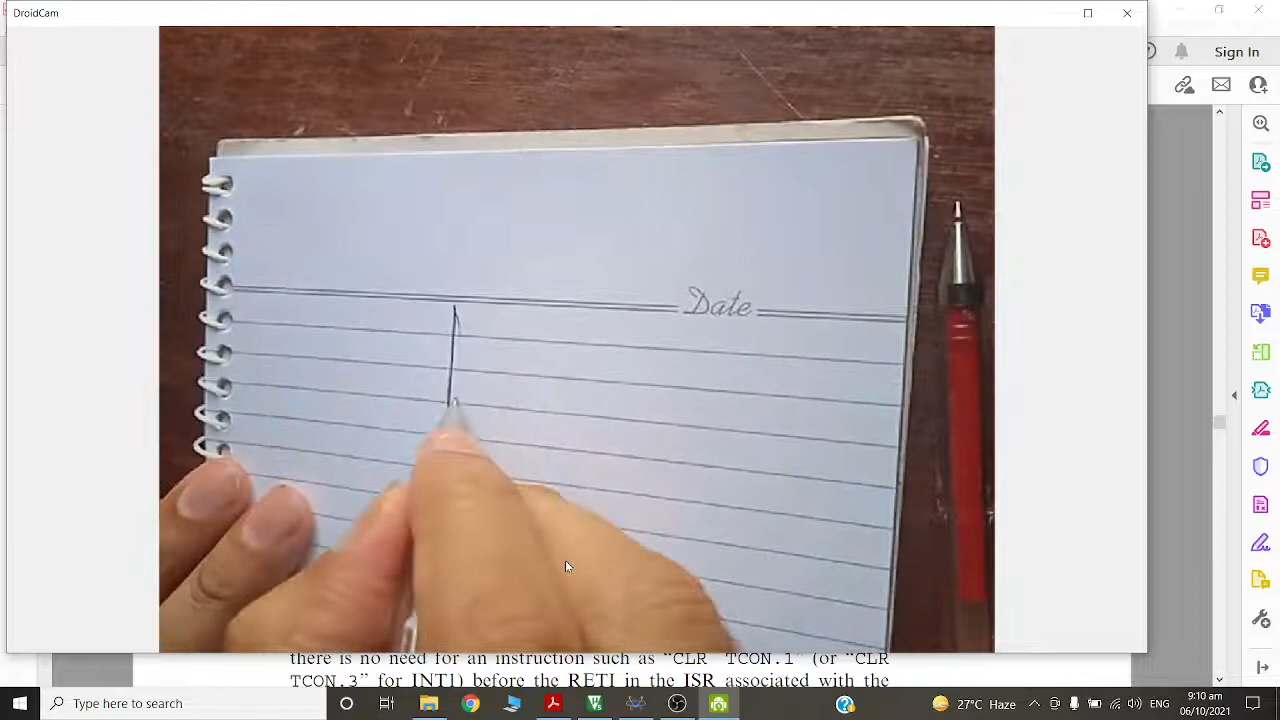 DroidCam
Sign In
Date
there is no need for an instruction such as “CLR TCON.1” (or “CLR
TCON.3” for INT1) before the RETI in the ISR associated with the
Type here to search
27°C Haze
9:10 am
06/10/2021